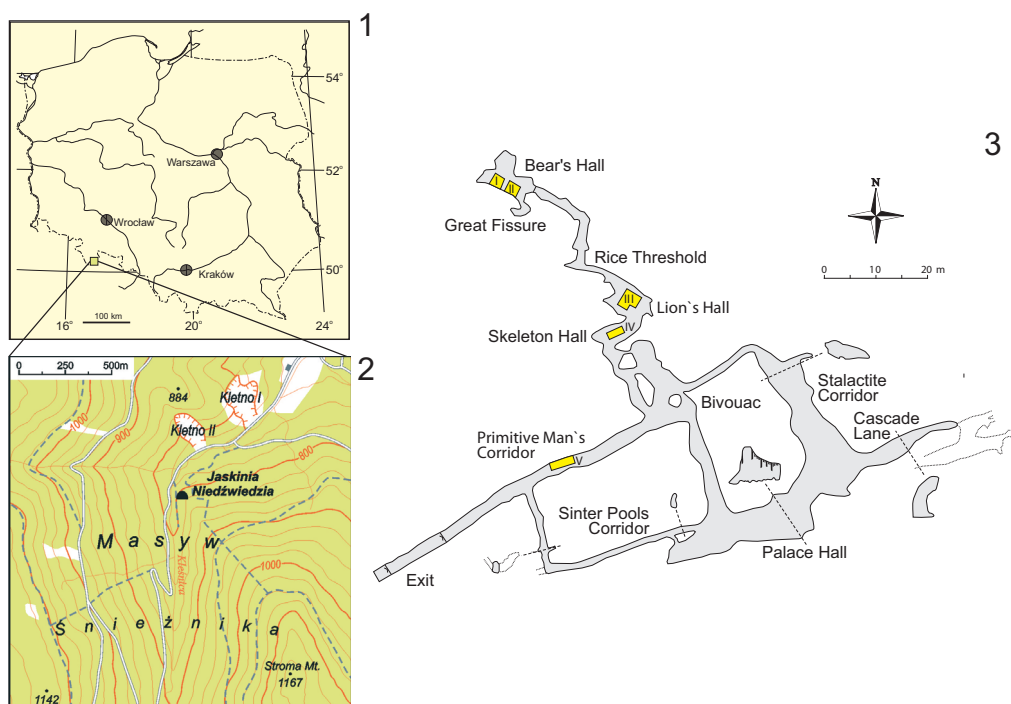 1
54°
52°
50°
16°
20°
24°
100 km
Warszawa
Wrocław
Kraków
2
0 250 500m
884
Kletno I
Kletno II
1000
900
800
Jaskinia
Niedźwiedzia
Masyw
Kleśnica
1000
Śnieżnika
Stroma Mt.
1167
1142
3
N
0 10 20 m
Bear's Hall
I
II
Great Fissure
Rice Threshold
III
Lion`s Hall
IV
Skeleton Hall
Stalactite
Corridor
Bivouac
Cascade
Lane
Primitive Man`s
Corridor
V
Sinter Pools
Corridor
Palace Hall
Exit